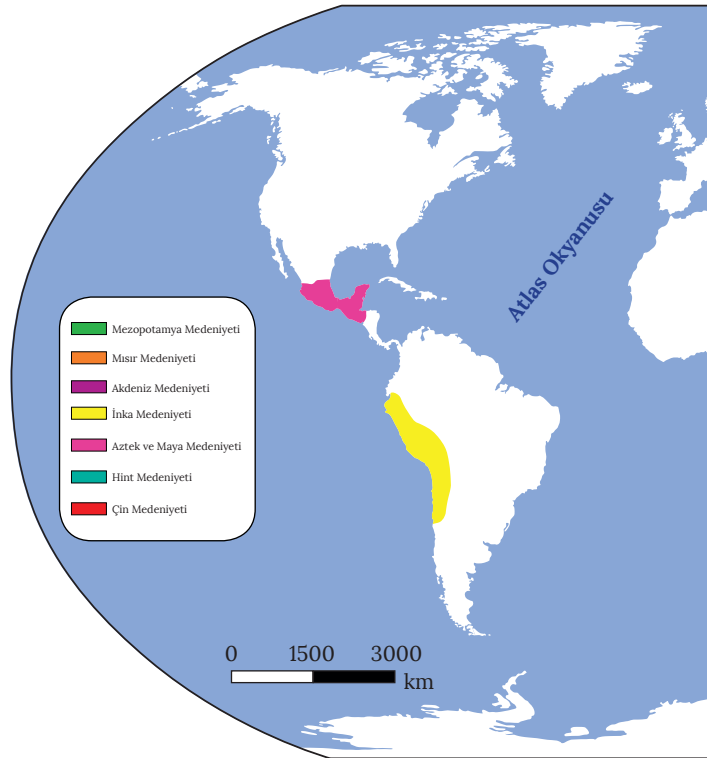 Atlas Okyanusu
Mezopotamya Medeniyeti
Mısır Medeniyeti
Akdeniz Medeniyeti
İnka Medeniyeti
Aztek ve Maya Medeniyeti
Hint Medeniyeti
Çin Medeniyeti
0 1500 3000
km